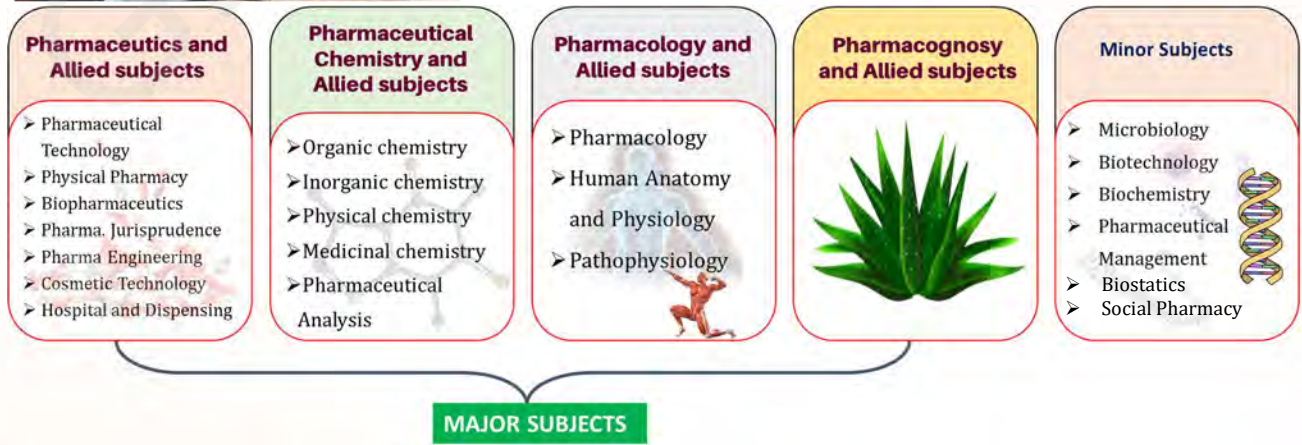 Pharmaceutics and
Allied subjects
➢ Pharmaceutical
Technology
➢ Physical Pharmacy
➢ Biopharmaceutics
➢ Pharma. Jurisprudence
➢ Pharma Engineering
➢ Cosmetic Technology
➢ Hospital and Dispensing
Pharmaceutical
Chemistry and
Allied subjects
➢Organic chemistry
➢Inorganic chemistry
➢Physical chemistry
➢Medicinal chemistry
➢Pharmaceutical
Analysis
Pharmacology and
Allied subjects
➢Pharmacology
➢Human Anatomy
and Physiology
➢Pathophysiology
Pharmacognosy
and Allied subjects
Minor Subjects
➢ Microbiology
➢ Biotechnology
➢ Biochemistry
➢ Pharmaceutical
Management
➢ Biostatics
➢ Social Pharmacy
MAJOR SUBJECTS